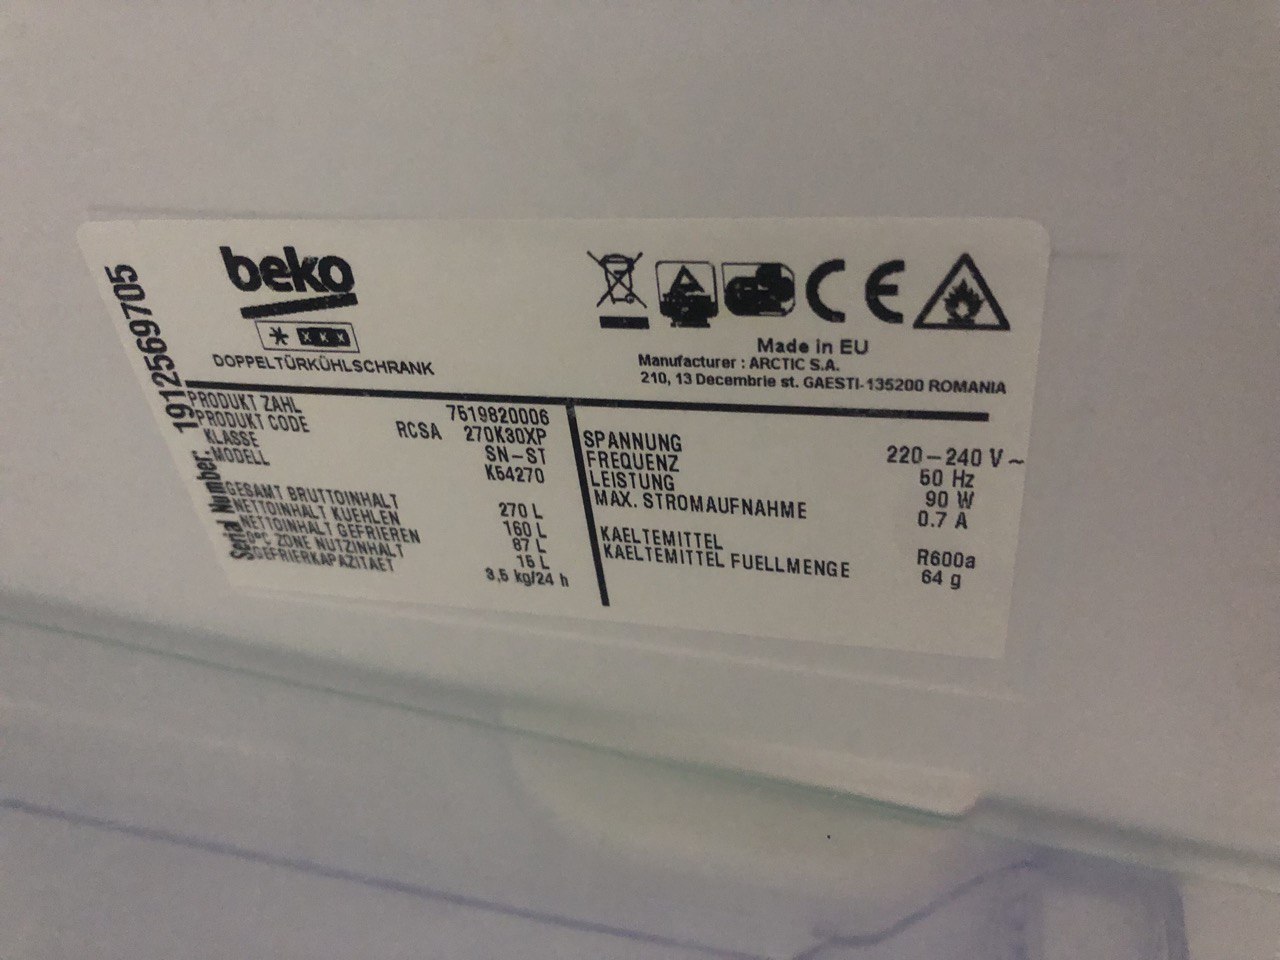 beko
DOPPELTÜRKÜHLSCHRANK
CE
Made in EU
Manufacturer : ARCTIC S.A.
210, 13 Decembrie st. GAESTI-135200 ROMANIA
Serial Number: 1912569705
PRODUKT ZAHL 7519820006
PRODUKT CODE RCSA 270K30XP
KLASSE SN-ST
MODELL K54270
GESAMT BRUTTOINHALT 270 L
NETTOINHALT KUEHLEN 160 L
NETTOINHALT GEFRIEREN 87 L
0°C ZONE NUTZINHALT 15 L
GEFRIERKAPAZITAET 3,5 kg/24 h
SPANNUNG 220-240 V ~
FREQUENZ 50 Hz
LEISTUNG 90 W
MAX. STROMAUFNAHME 0.7 A
KAELTEMITTEL R600a
KAELTEMITTEL FUELLMENGE 64 g